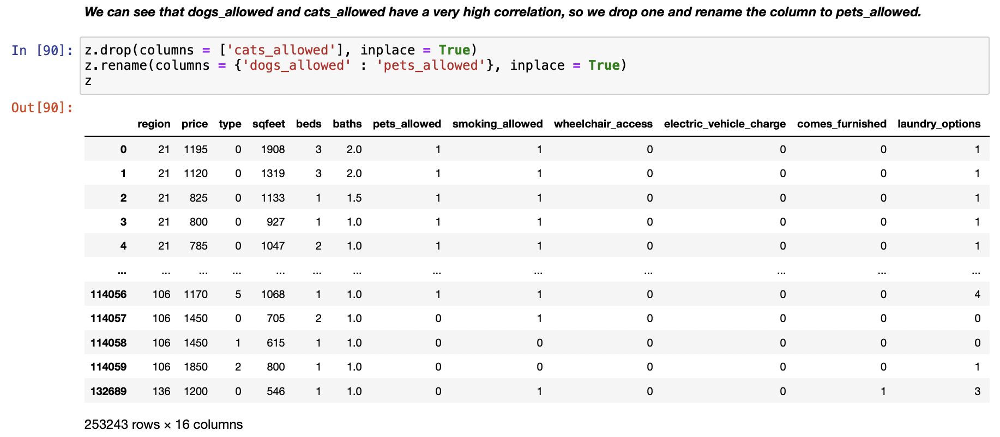 We can see that dogs_allowed and cats_allowed have a very high correlation, so we drop one and rename the column to pets_allowed.
In [90]: z.drop(columns = ['cats_allowed'], inplace = True)
z.rename(columns = {'dogs_allowed' : 'pets_allowed'}, inplace = True)
z
Out[90]:
region price type sqfeet beds baths pets_allowed smoking_allowed wheelchair_access electric_vehicle_charge comes_furnished laundry_options
0 21 1195 0 1908 3 2.0 1 1 0 0 0 1
1 21 1120 0 1319 3 2.0 1 1 0 0 0 1
2 21 825 0 1133 1 1.5 1 1 0 0 0 1
3 21 800 0 927 1 1.0 1 1 0 0 0 1
4 21 785 0 1047 2 1.0 1 1 0 0 0 1
... ... ... ... ... ... ... ... ... ... ... ... ...
114056 106 1170 5 1068 1 1.0 1 1 0 0 0 4
114057 106 1450 0 705 2 1.0 0 1 0 0 0 0
114058 106 1450 1 615 1 1.0 0 0 0 0 0 0
114059 106 1850 2 800 1 1.0 0 0 0 0 0 1
132689 136 1200 0 546 1 1.0 0 1 0 0 1 3
253243 rows × 16 columns